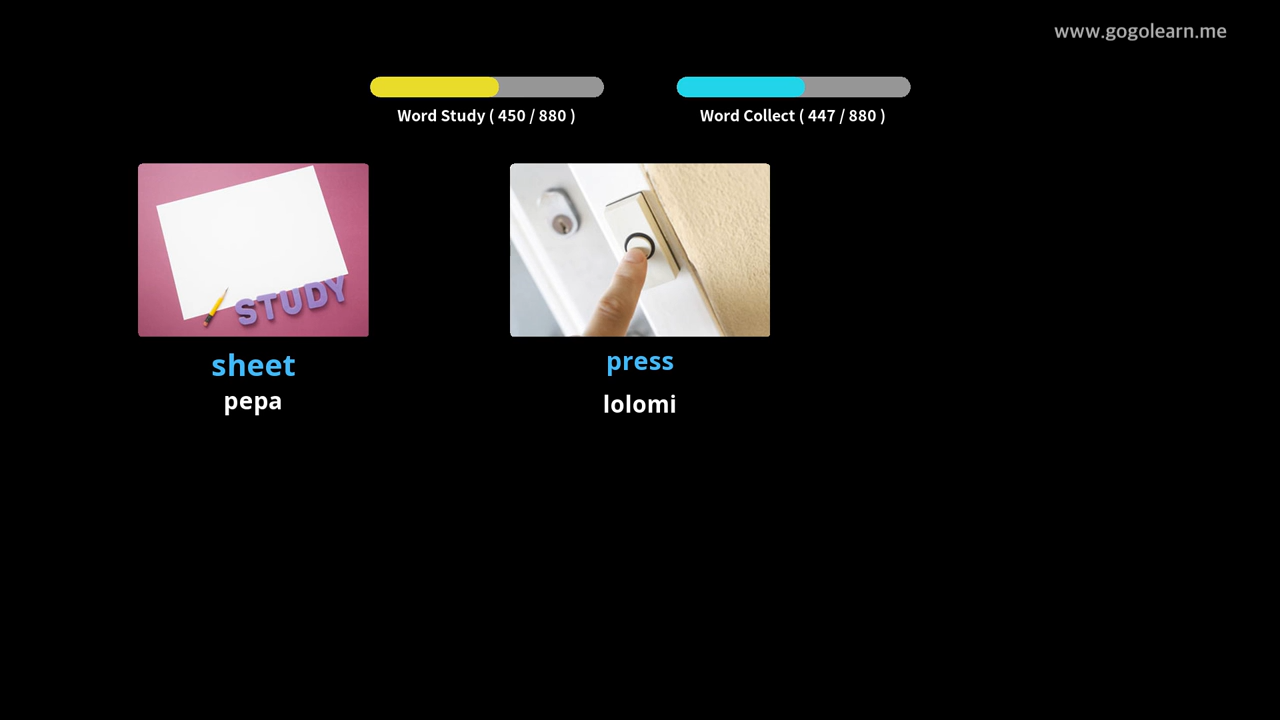 www.gogolearn.me
Word Study ( 450 / 880 )
Word Collect ( 447 / 880 )
STUDY
sheet
pepa
press
lolomi